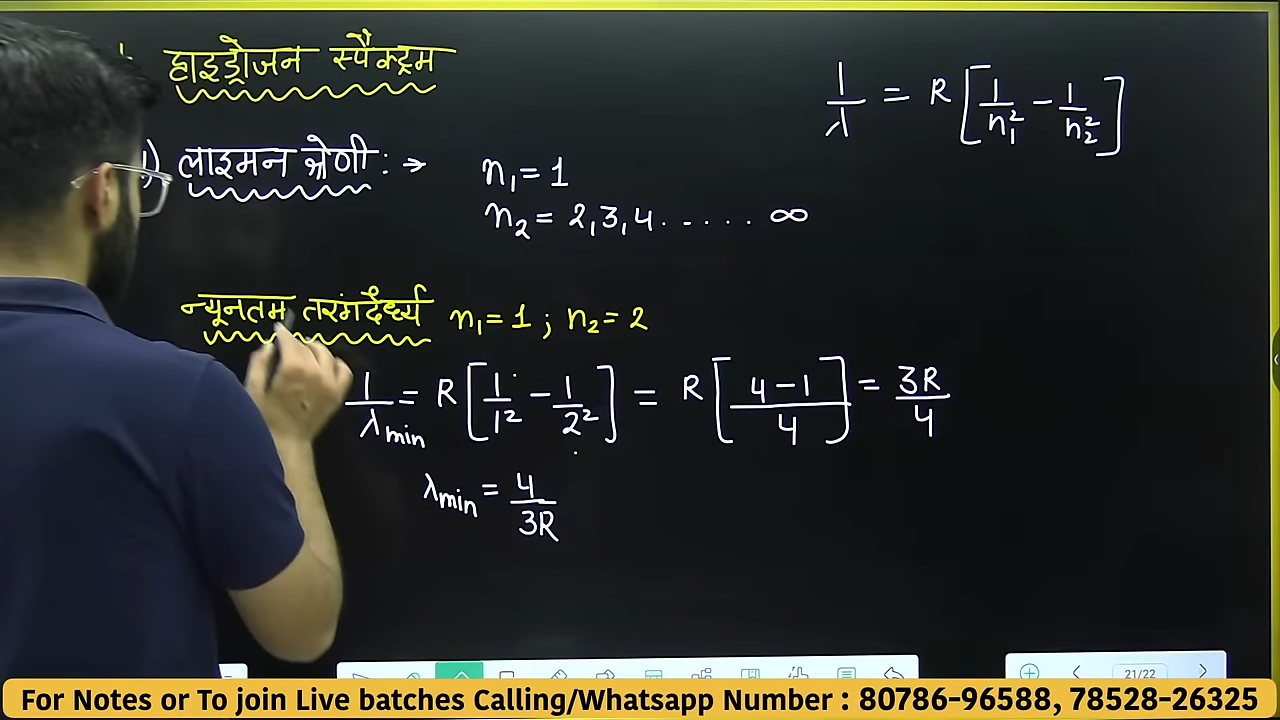 हाइड्रोजन स्पैक्ट्रम
1/λ = R[1/n₁² − 1/n₂²]
1) लाइमन श्रेणी :→ n₁ = 1
n₂ = 2,3,4....... ∞
न्यूनतम तरंगदैर्ध्य n₁ = 1 ; n₂ = 2
1/λmin = R[1/1² − 1/2²] = R[(4−1)/4] = 3R/4
λmin = 4/3R
21/22
For Notes or To join Live batches Calling/Whatsapp Number : 80786-96588, 78528-26325